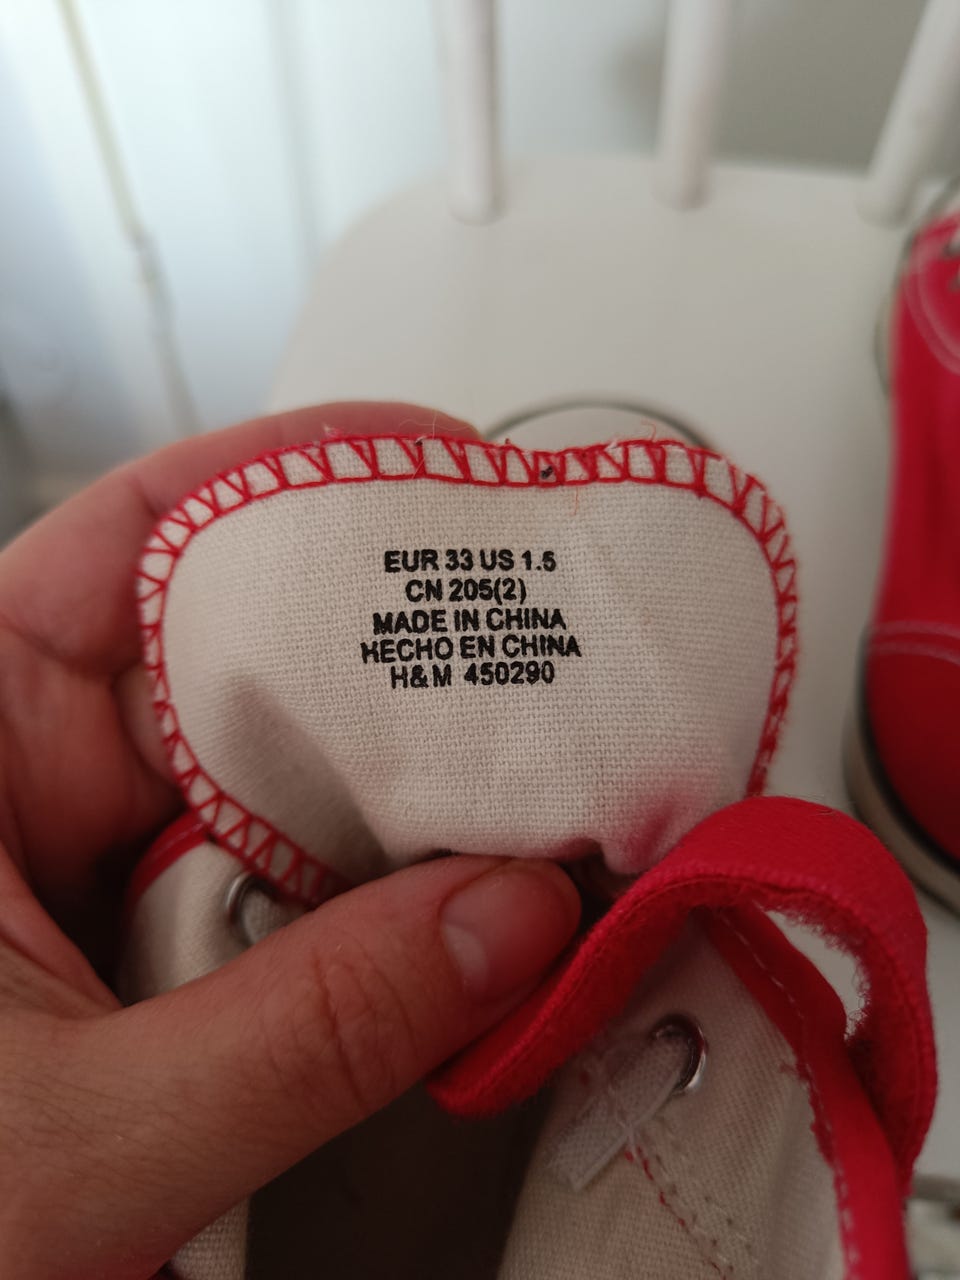 EUR 33 US 1.5
CN 205(2)
MADE IN CHINA
HECHO EN CHINA
H&M 450290